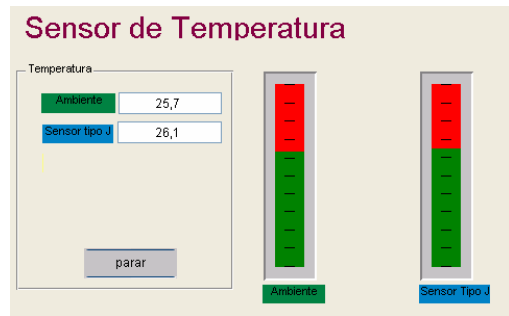 Sensor de Temperatura
Temperatura
Ambiente 25,7
Sensor tipo J 26,1
parar
Ambiente
Sensor Tipo J